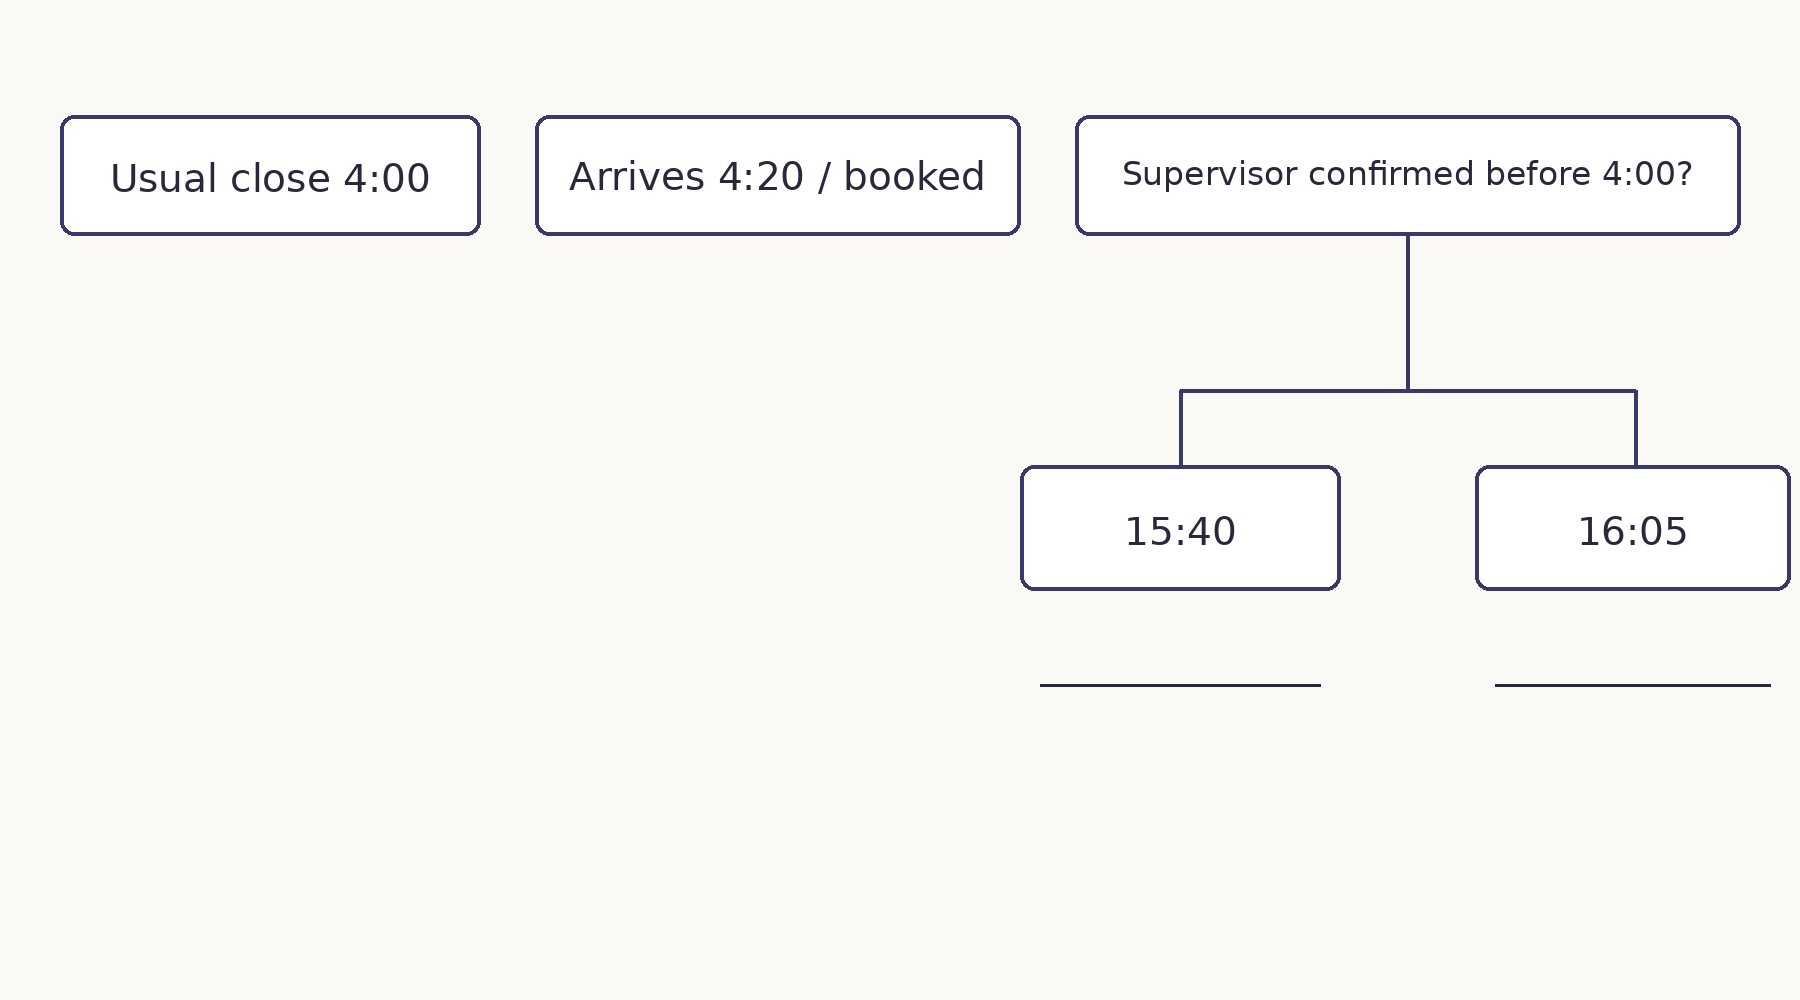 Usual close 4:00
Arrives 4:20 / booked
Supervisor confirmed before 4:00?
15:40
16:05